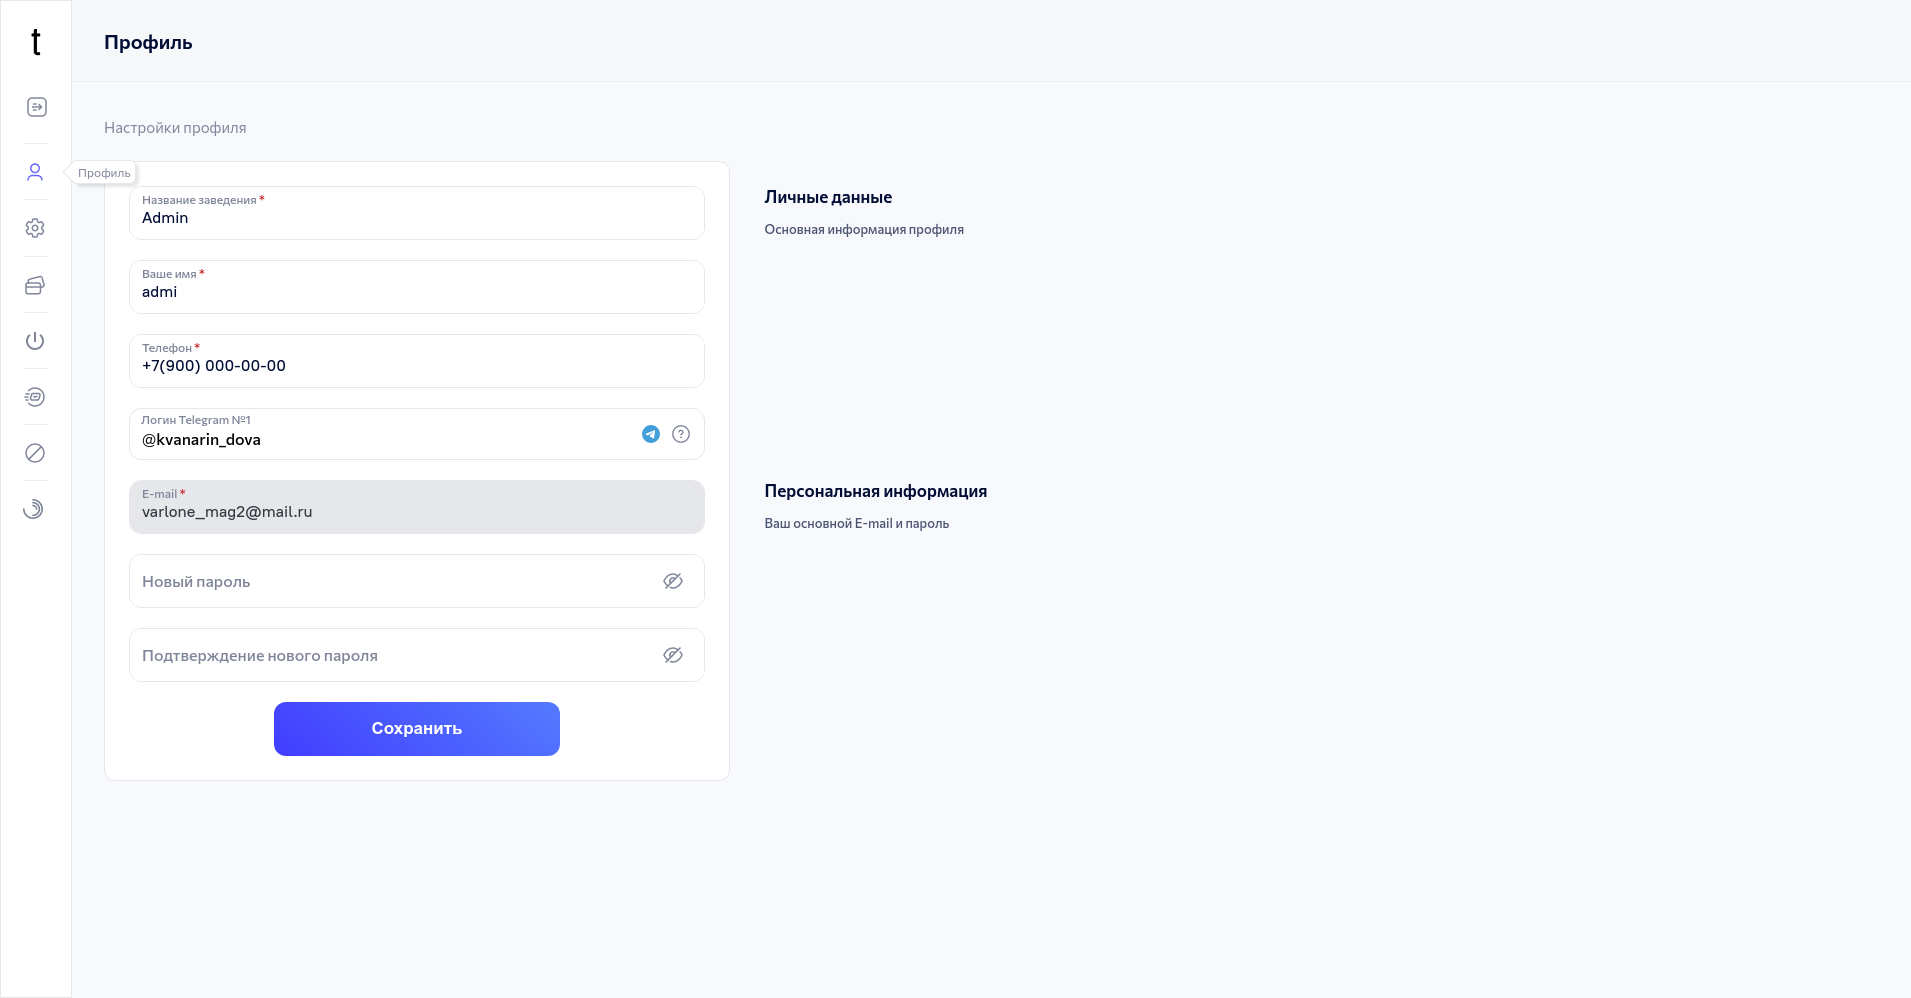 t
Профиль
Настройки профиля
Профиль
Название заведения *
Admin
Ваше имя *
admi
Телефон *
+7(900) 000-00-00
Логин Telegram №1
@kvanarin_dova
E-mail *
varlone_mag2@mail.ru
Новый пароль
Подтверждение нового пароля
Сохранить
Личные данные
Основная информация профиля
Персональная информация
Ваш основной E-mail и пароль